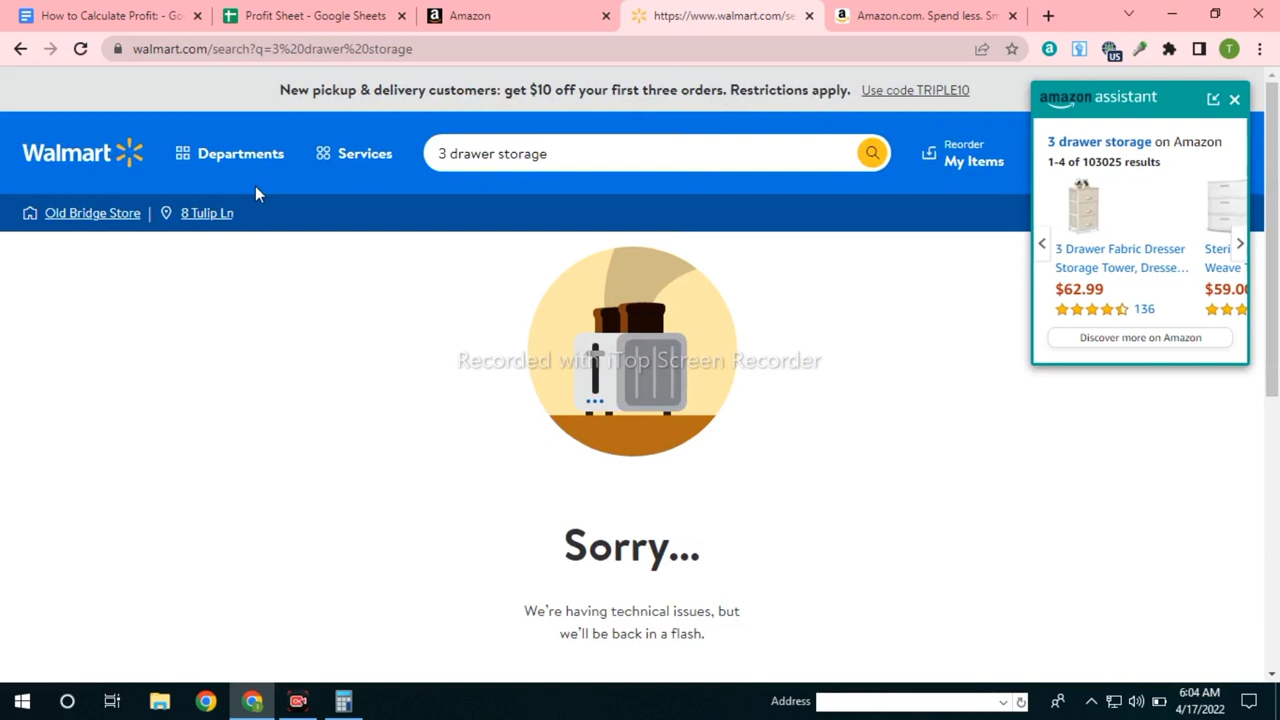 How to Calculate Profit: - Go
Profit Sheet - Google Sheets
Amazon
https://www.walmart.com/se
Amazon.com. Spend less. Sm
walmart.com/search?q=3%20drawer%20storage
US
T
New pickup & delivery customers: get $10 off your first three orders. Restrictions apply. Use code TRIPLE10
Walmart
Departments
Services
3 drawer storage
Reorder
My Items
Old Bridge Store
8 Tulip Ln
amazon assistant
3 drawer storage on Amazon
1-4 of 103025 results
3 Drawer Fabric Dresser
Storage Tower, Dresse...
$62.99
136
Steri
Weave T
$59.00
Discover more on Amazon
Recorded with iTop Screen Recorder
Sorry...
We're having technical issues, but
we'll be back in a flash.
Address
6:04 AM
4/17/2022